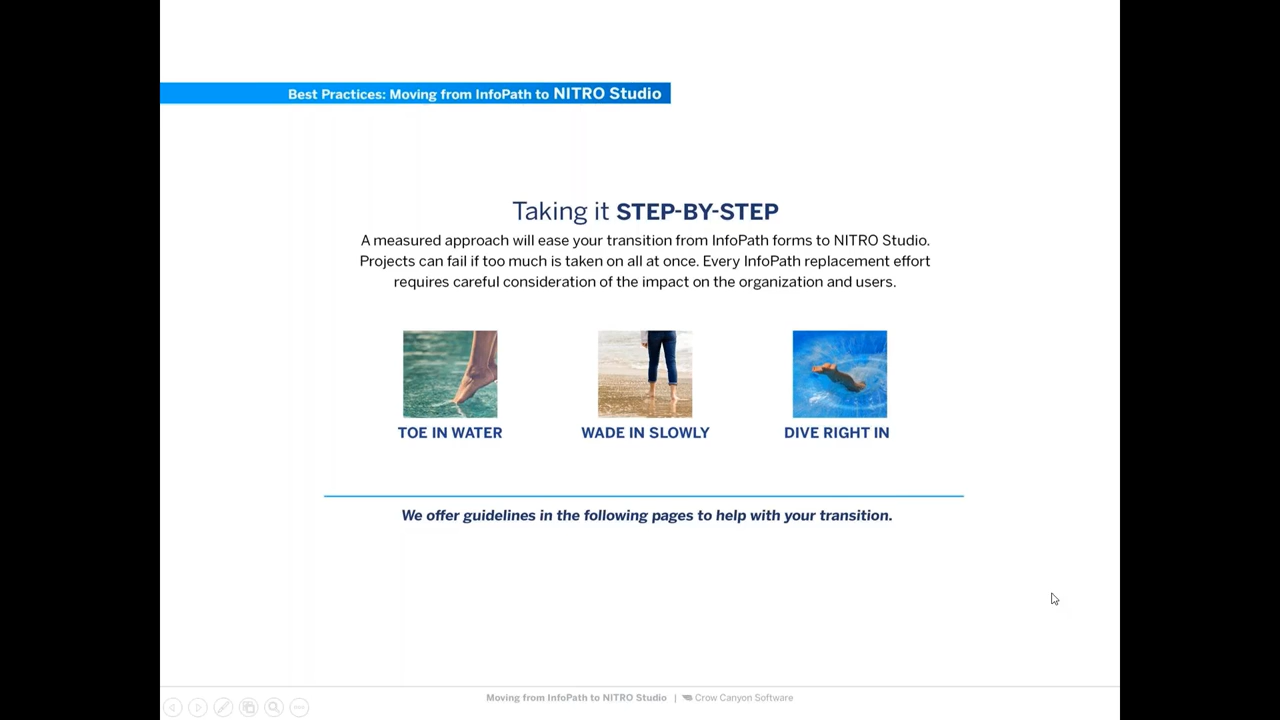 Best Practices: Moving from InfoPath to NITRO Studio
Taking it STEP-BY-STEP
A measured approach will ease your transition from InfoPath forms to NITRO Studio.
Projects can fail if too much is taken on all at once. Every InfoPath replacement effort
requires careful consideration of the impact on the organization and users.
TOE IN WATER
WADE IN SLOWLY
DIVE RIGHT IN
We offer guidelines in the following pages to help with your transition.
Moving from InfoPath to NITRO Studio | Crow Canyon Software